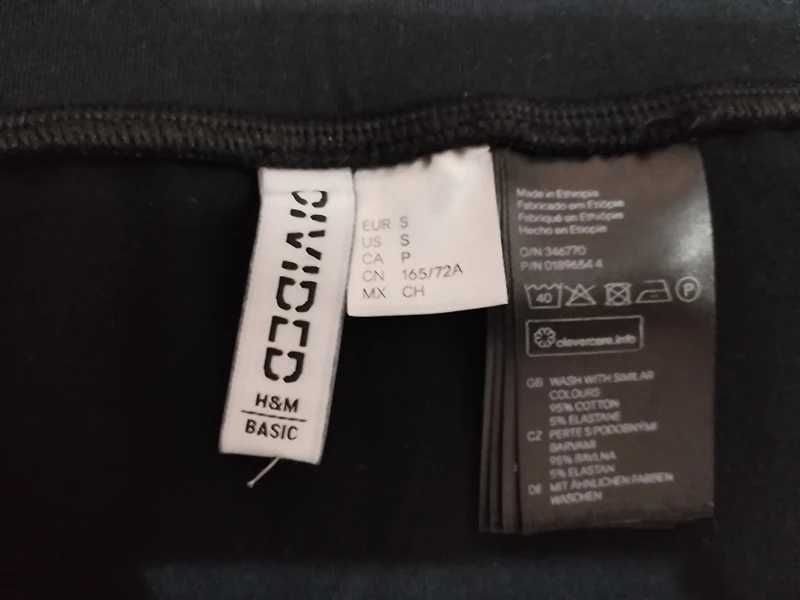 DIVIDED
H&M
BASIC
EUR S
US S
CA P
CN 165/72A
MX CH
Made in Ethiopia
Fabricado em Etiópia
Fabriqué en Éthiopie
Hecho en Etiopía
O/N 346770
P/N 0189654 4
40
P
clevercare.info
GB WASH WITH SIMILAR
COLOURS
95% COTTON
5% ELASTANE
CZ PERTE S PODOBNÝMI
BARVAMI
95% BAVLNA
5% ELASTAN
DE MIT ÄHNLICHEN FARBEN
WASCHEN